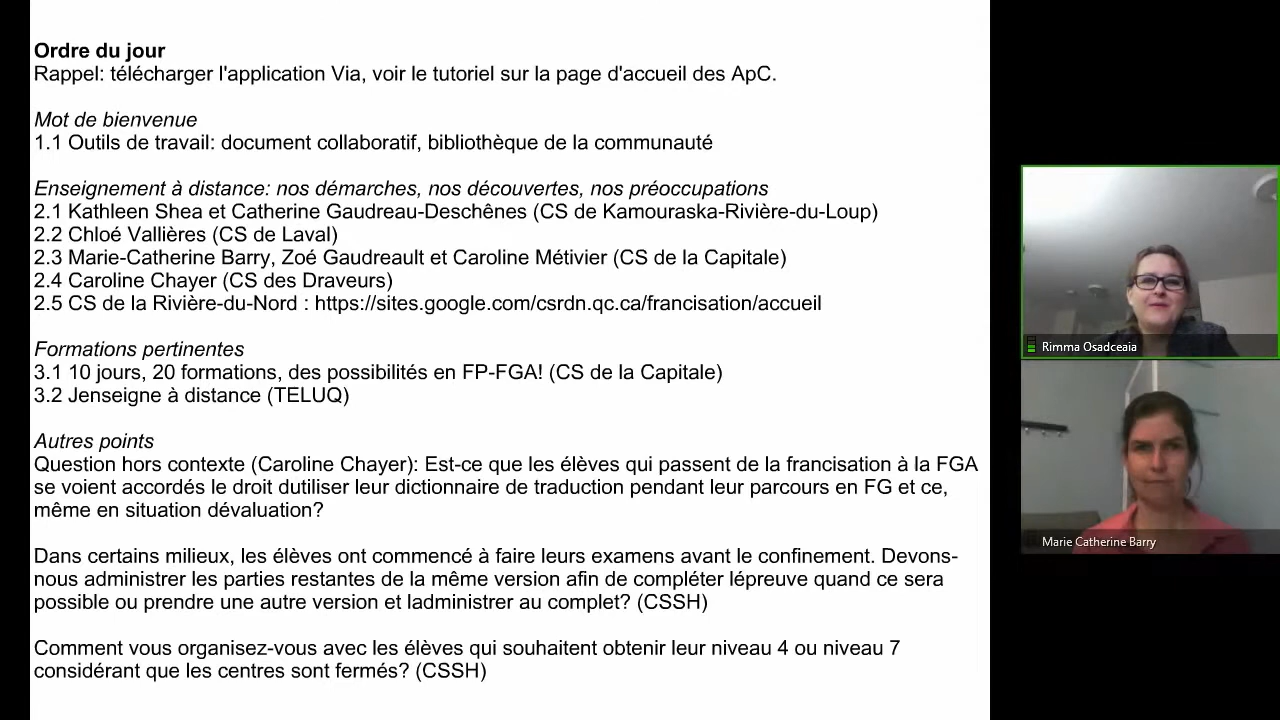 Ordre du jour
Rappel: télécharger l'application Via, voir le tutoriel sur la page d'accueil des ApC.
Mot de bienvenue
1.1 Outils de travail: document collaboratif, bibliothèque de la communauté
Enseignement à distance: nos démarches, nos découvertes, nos préoccupations
2.1 Kathleen Shea et Catherine Gaudreau-Deschênes (CS de Kamouraska-Rivière-du-Loup)
2.2 Chloé Vallières (CS de Laval)
2.3 Marie-Catherine Barry, Zoé Gaudreault et Caroline Métivier (CS de la Capitale)
2.4 Caroline Chayer (CS des Draveurs)
2.5 CS de la Rivière-du-Nord : https://sites.google.com/csrdn.qc.ca/francisation/accueil
Formations pertinentes
3.1 10 jours, 20 formations, des possibilités en FP-FGA! (CS de la Capitale)
3.2 Jenseigne à distance (TELUQ)
Autres points
Question hors contexte (Caroline Chayer): Est-ce que les élèves qui passent de la francisation à la FGA
se voient accordés le droit dutiliser leur dictionnaire de traduction pendant leur parcours en FG et ce,
même en situation dévaluation?
Dans certains milieux, les élèves ont commencé à faire leurs examens avant le confinement. Devons-
nous administrer les parties restantes de la même version afin de compléter lépreuve quand ce sera
possible ou prendre une autre version et ladministrer au complet? (CSSH)
Comment vous organisez-vous avec les élèves qui souhaitent obtenir leur niveau 4 ou niveau 7
considérant que les centres sont fermés? (CSSH)
Rimma Osadceaia
Marie Catherine Barry